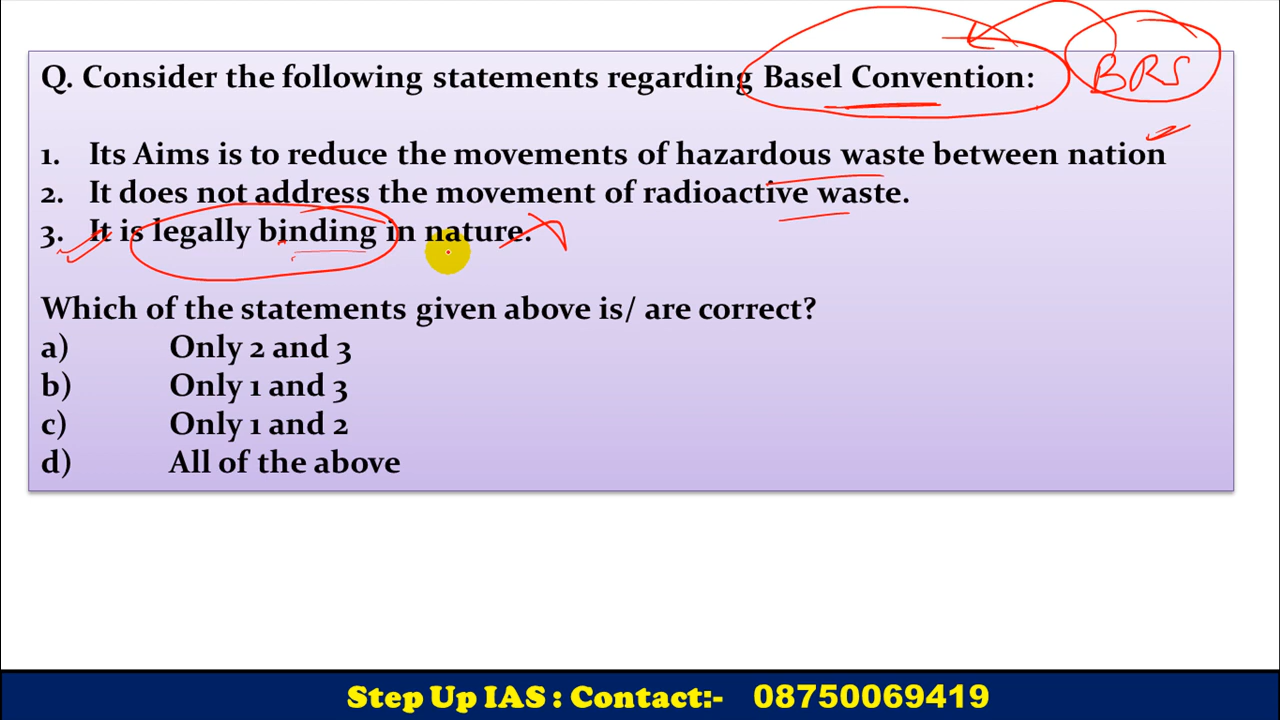 BRS
Q. Consider the following statements regarding Basel Convention:
1. Its Aims is to reduce the movements of hazardous waste between nation
2. It does not address the movement of radioactive waste.
3. It is legally binding in nature.
Which of the statements given above is/ are correct?
a) Only 2 and 3
b) Only 1 and 3
c) Only 1 and 2
d) All of the above
Step Up IAS : Contact:- 08750069419